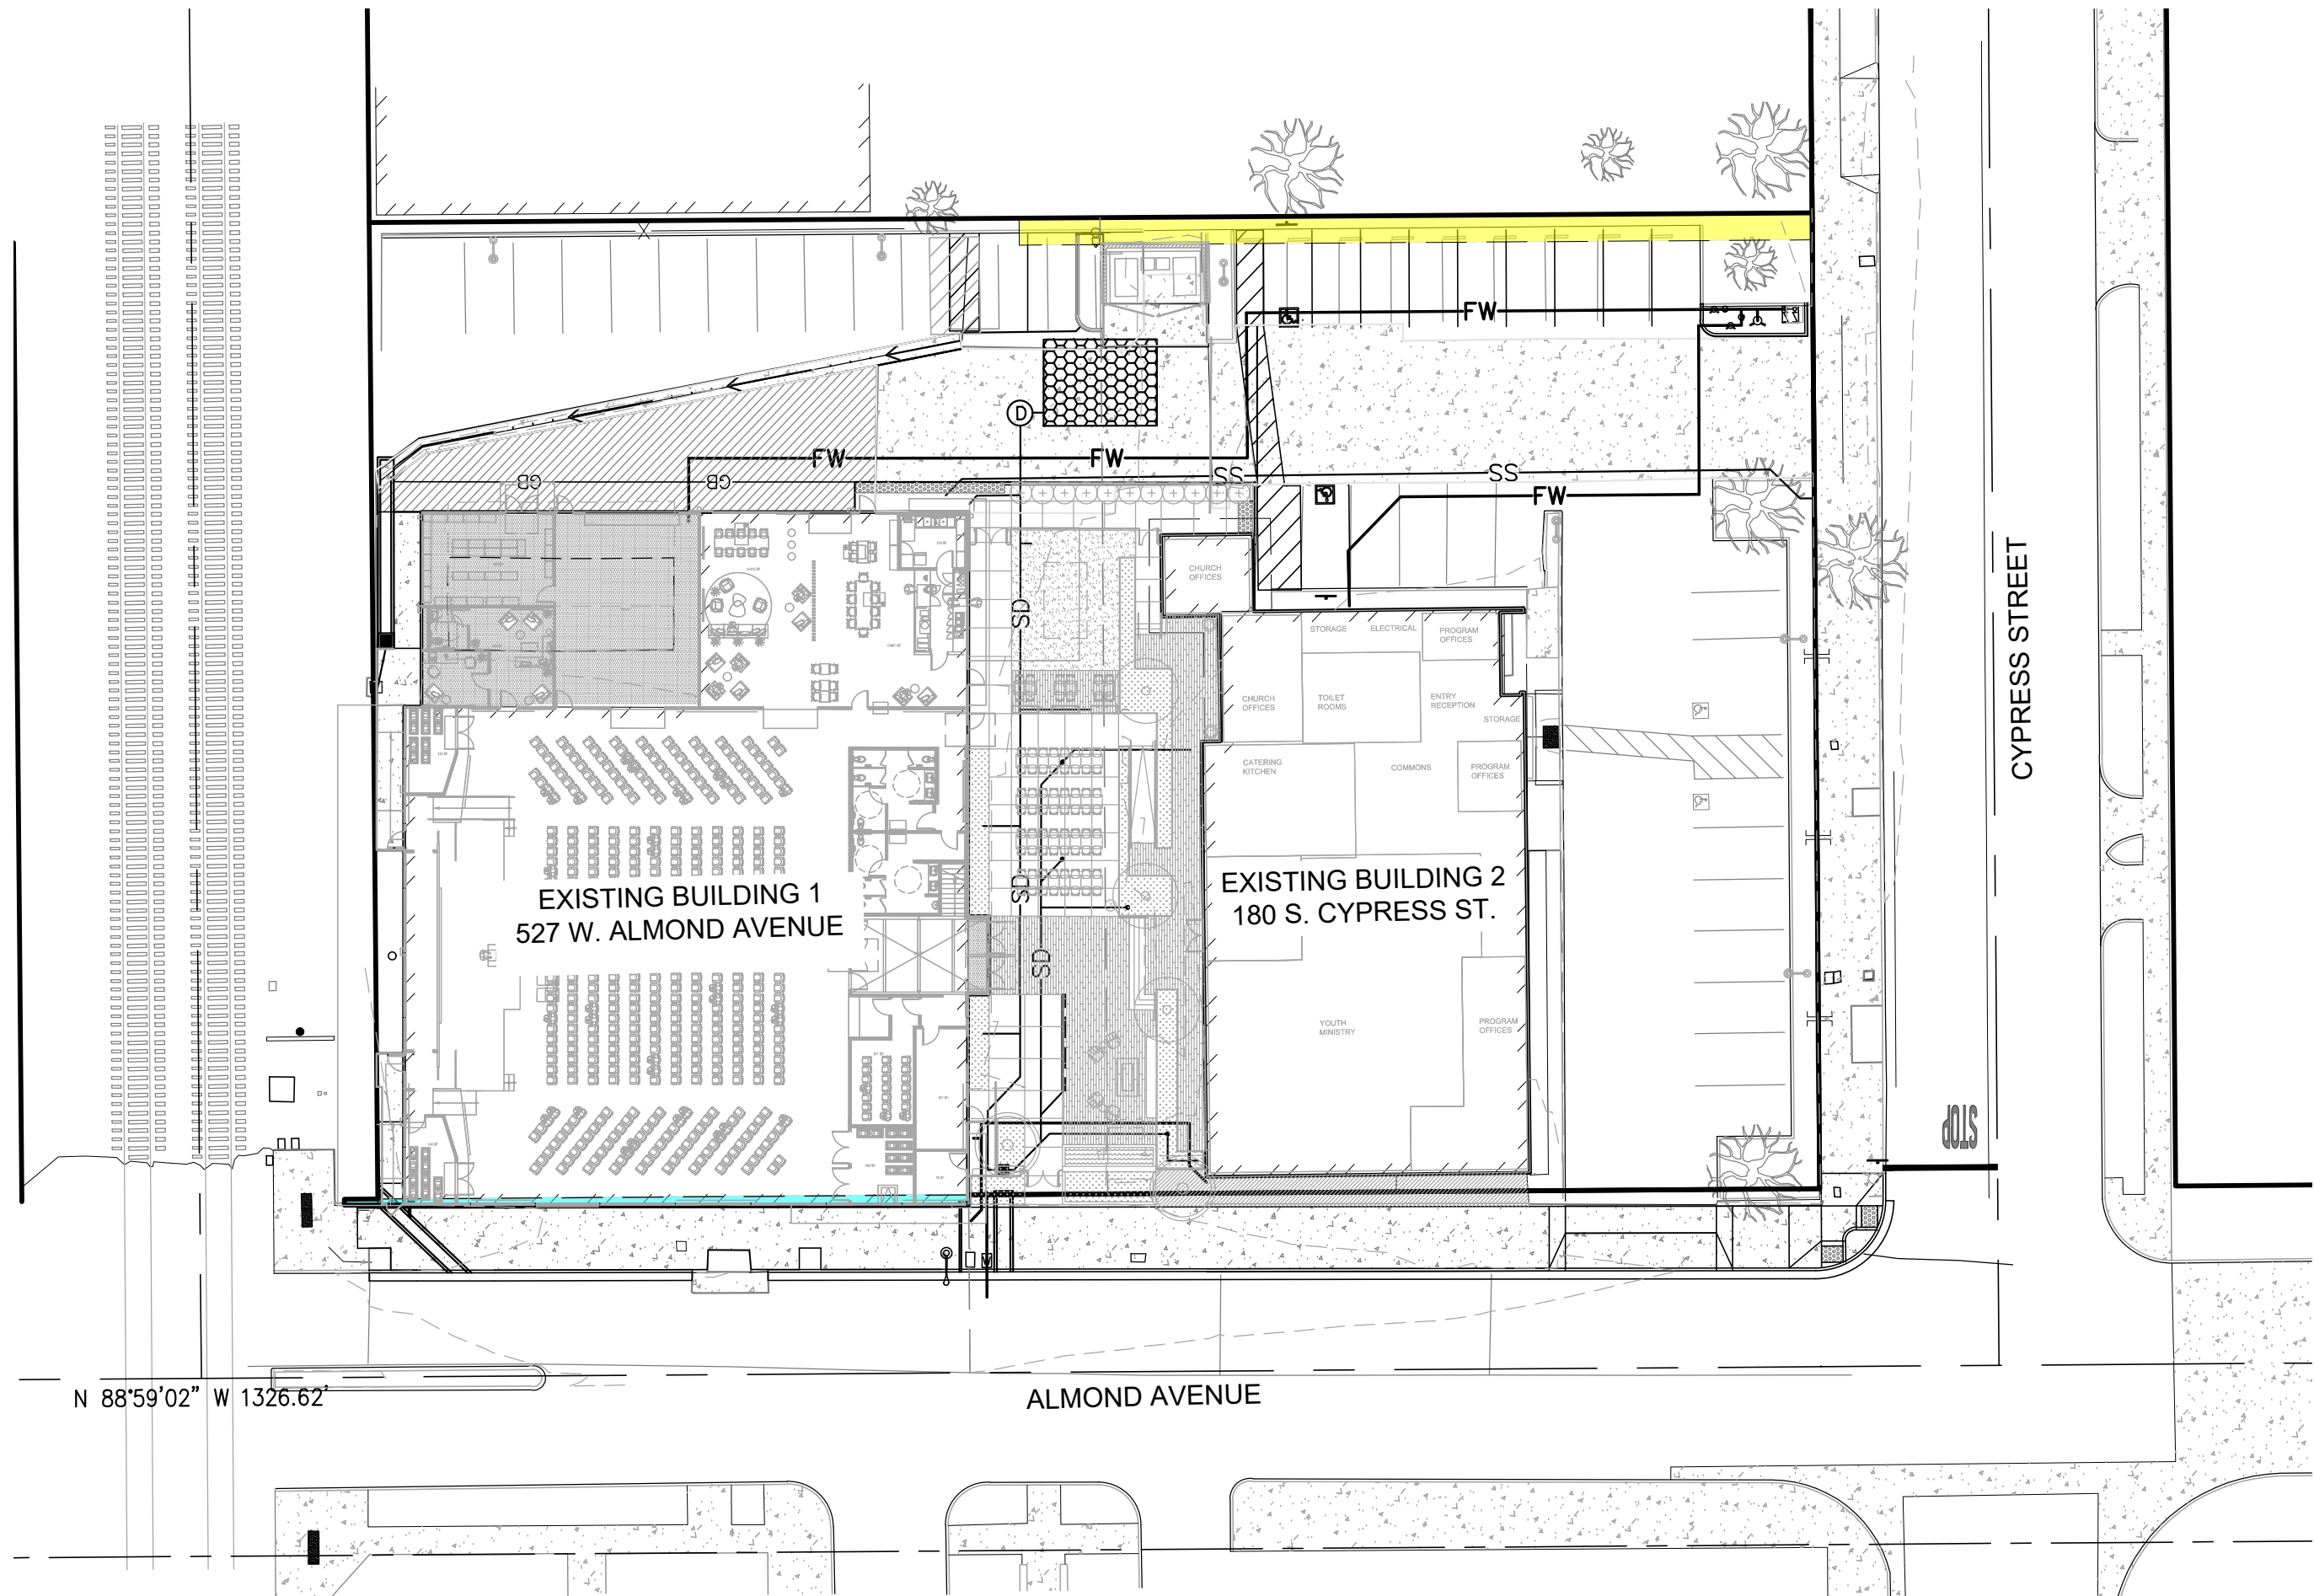 X
FW
D
FW
FW
SS
SS
FW
GB
GB
CHURCH
OFFICES
SD
STORAGE
ELECTRICAL
PROGRAM
OFFICES
CHURCH
OFFICES
TOILET
ROOMS
ENTRY
RECEPTION
STORAGE
CATERING
KITCHEN
COMMONS
PROGRAM
OFFICES
CYPRESS STREET
EXISTING BUILDING 1
527 W. ALMOND AVENUE
SD
EXISTING BUILDING 2
180 S. CYPRESS ST.
SD
YOUTH
MINISTRY
PROGRAM
OFFICES
STOP
W
N 88°59'02" W 1326.62'
ALMOND AVENUE